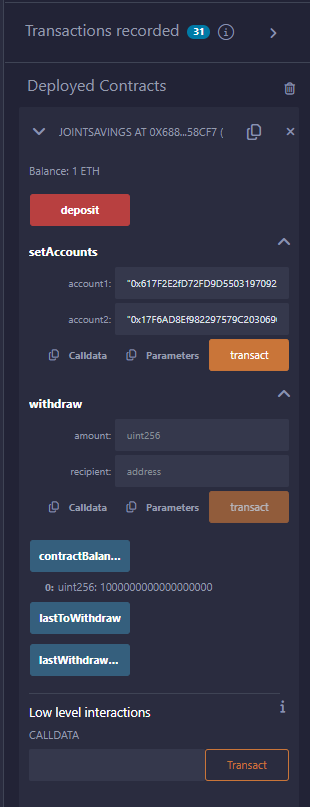 Transactions recorded 31
Deployed Contracts
JOINTSAVINGS AT 0X688...58CF7 (
Balance: 1 ETH
deposit
setAccounts
account1: "0x617F2E2fD72FD9D5503197092
account2: "0x17F6AD8Ef982297579C203069
Calldata Parameters transact
withdraw
amount: uint256
recipient: address
Calldata Parameters transact
contractBalan...
0: uint256: 1000000000000000000
lastToWithdraw
lastWithdraw...
Low level interactions
CALLDATA
Transact